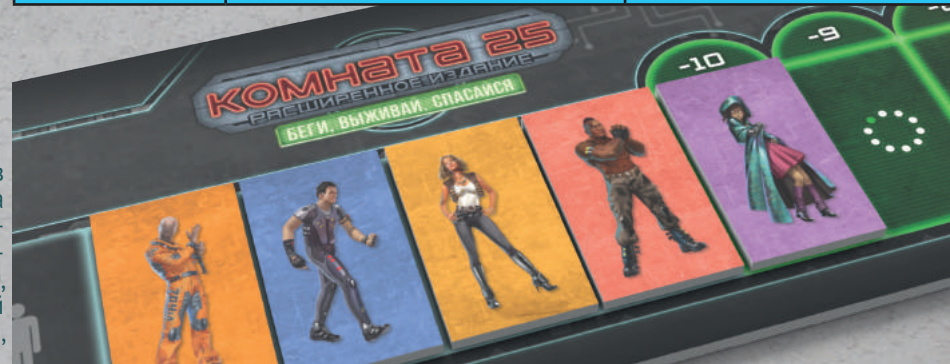 КОМНАТА 25
РАСШИРЕННОЕ ИЗДАНИЕ
БЕГИ. ВЫЖИВАЙ. СПАСАЙСЯ
-10
-9